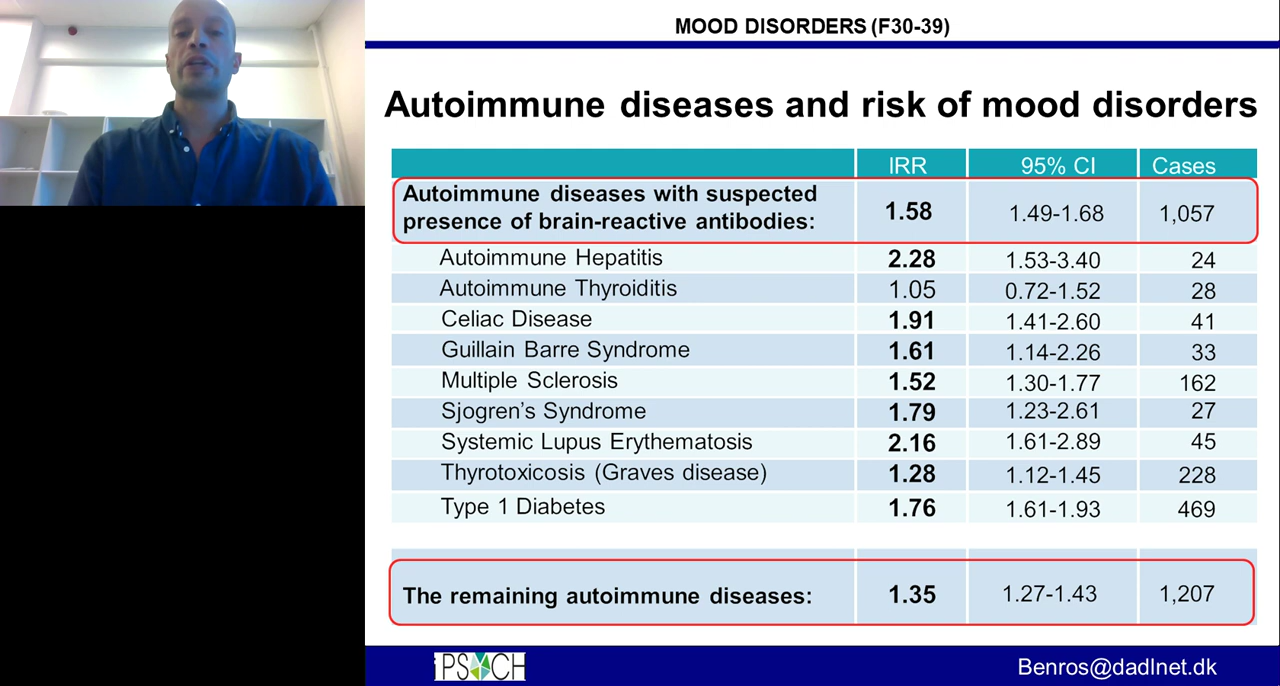 MOOD DISORDERS (F30-39)
Autoimmune diseases and risk of mood disorders
IRR 95% CI Cases
Autoimmune diseases with suspected
presence of brain-reactive antibodies: 1.58 1.49-1.68 1,057
Autoimmune Hepatitis 2.28 1.53-3.40 24
Autoimmune Thyroiditis 1.05 0.72-1.52 28
Celiac Disease 1.91 1.41-2.60 41
Guillain Barre Syndrome 1.61 1.14-2.26 33
Multiple Sclerosis 1.52 1.30-1.77 162
Sjogren’s Syndrome 1.79 1.23-2.61 27
Systemic Lupus Erythematosis 2.16 1.61-2.89 45
Thyrotoxicosis (Graves disease) 1.28 1.12-1.45 228
Type 1 Diabetes 1.76 1.61-1.93 469
The remaining autoimmune diseases: 1.35 1.27-1.43 1,207
iPSYCH Benros@dadlnet.dk